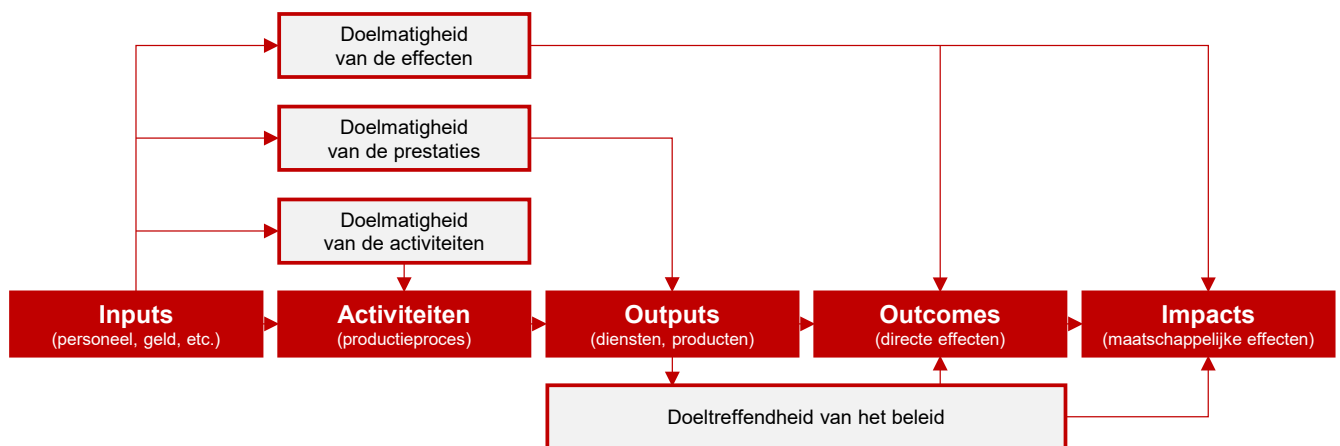 Doelmatigheid
van de effecten
Doelmatigheid
van de prestaties
Doelmatigheid
van de activiteiten
Inputs
(personeel, geld, etc.)
Activiteiten
(productieproces)
Outputs
(diensten, producten)
Outcomes
(directe effecten)
Impacts
(maatschappelijke effecten)
Doeltreffendheid van het beleid